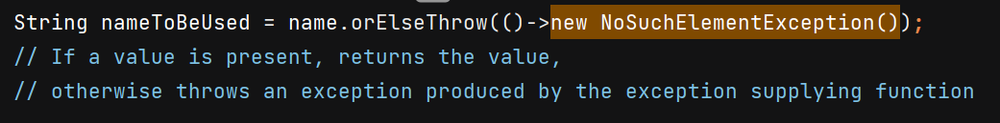 String nameToBeUsed = name.orElseThrow(()->new NoSuchElementException());
// If a value is present, returns the value,
// otherwise throws an exception produced by the exception supplying function